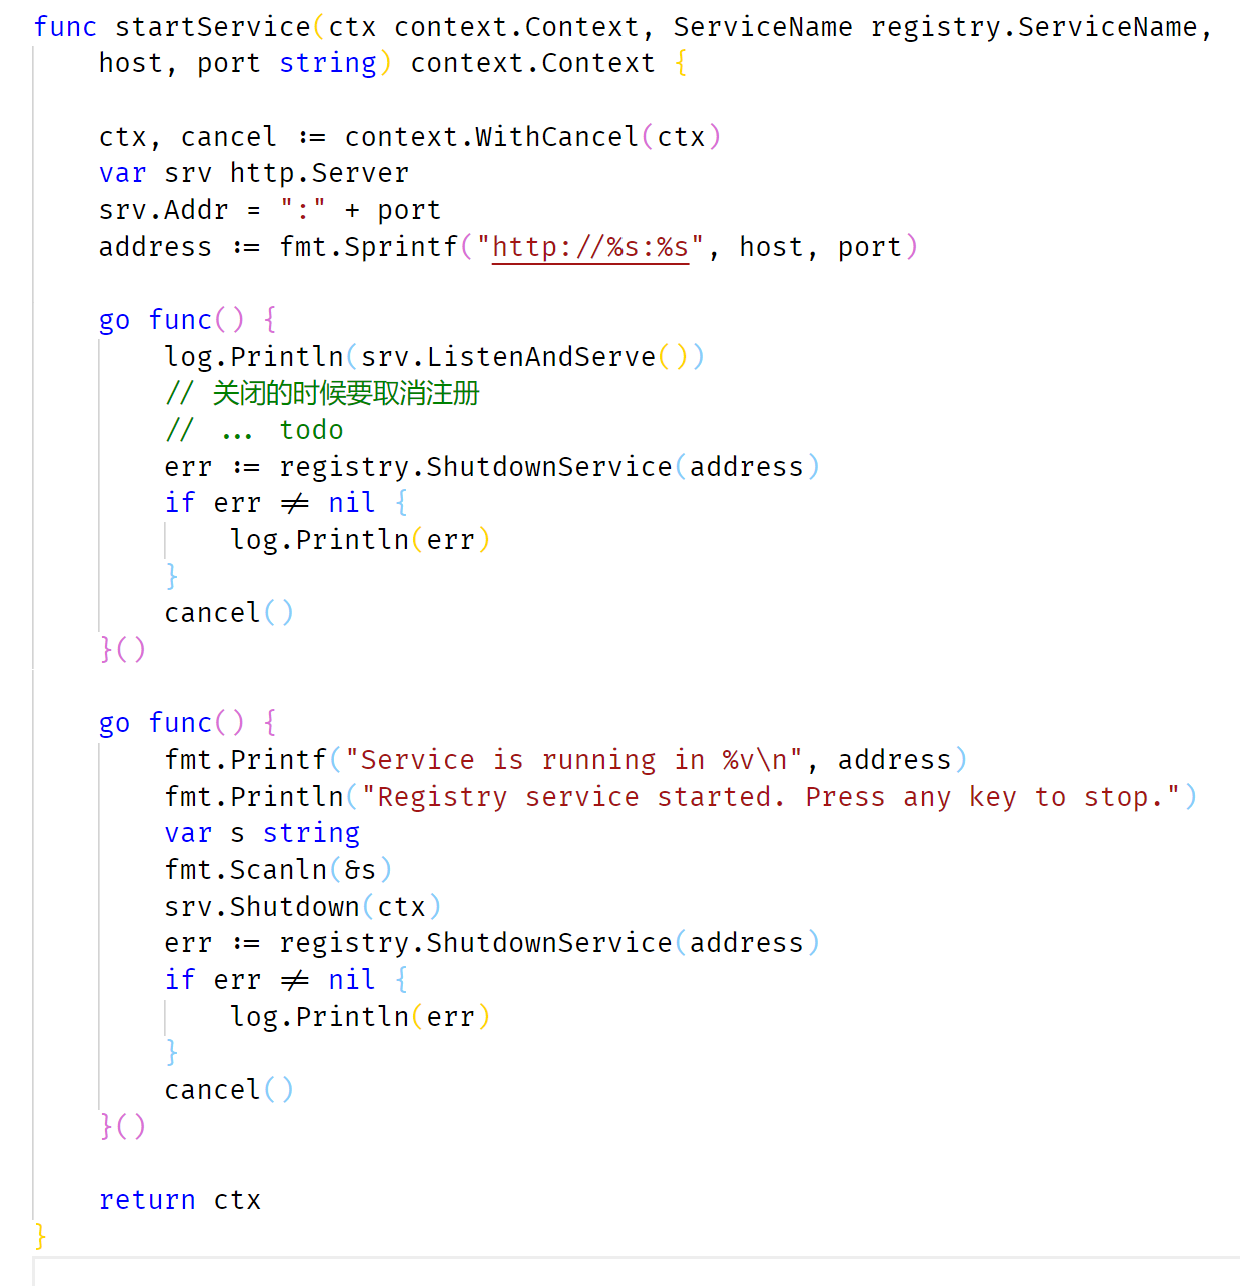 func startService(ctx context.Context, ServiceName registry.ServiceName,
    host, port string) context.Context {

    ctx, cancel := context.WithCancel(ctx)
    var srv http.Server
    srv.Addr = ":" + port
    address := fmt.Sprintf("http://%s:%s", host, port)

    go func() {
        log.Println(srv.ListenAndServe())
        // 关闭的时候要取消注册
        // ... todo
        err := registry.ShutdownService(address)
        if err != nil {
            log.Println(err)
        }
        cancel()
    }()

    go func() {
        fmt.Printf("Service is running in %v\n", address)
        fmt.Println("Registry service started. Press any key to stop.")
        var s string
        fmt.Scanln(&s)
        srv.Shutdown(ctx)
        err := registry.ShutdownService(address)
        if err != nil {
            log.Println(err)
        }
        cancel()
    }()

    return ctx
}